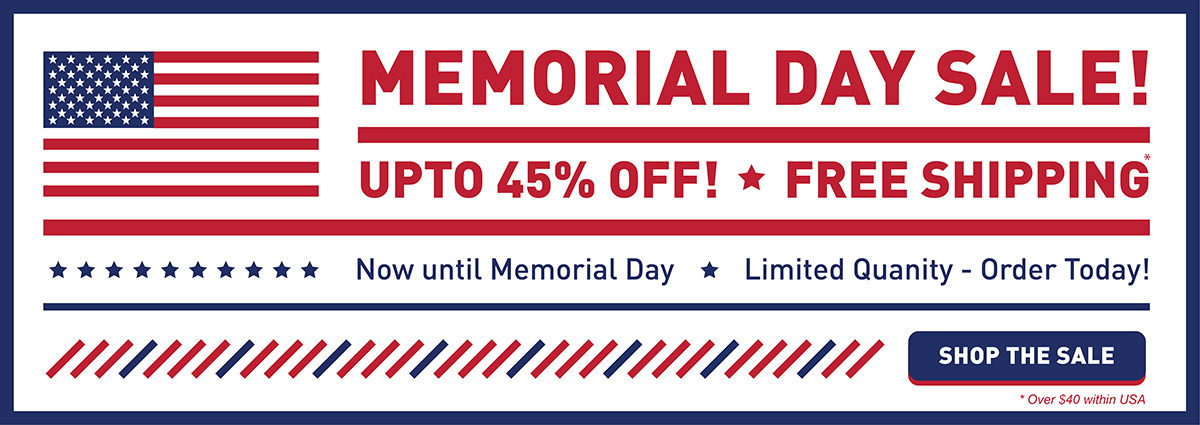 MEMORIAL DAY SALE!
UPTO 45% OFF! ★ FREE SHIPPING*
Now until Memorial Day ★ Limited Quanity - Order Today!
SHOP THE SALE
* Over $40 within USA